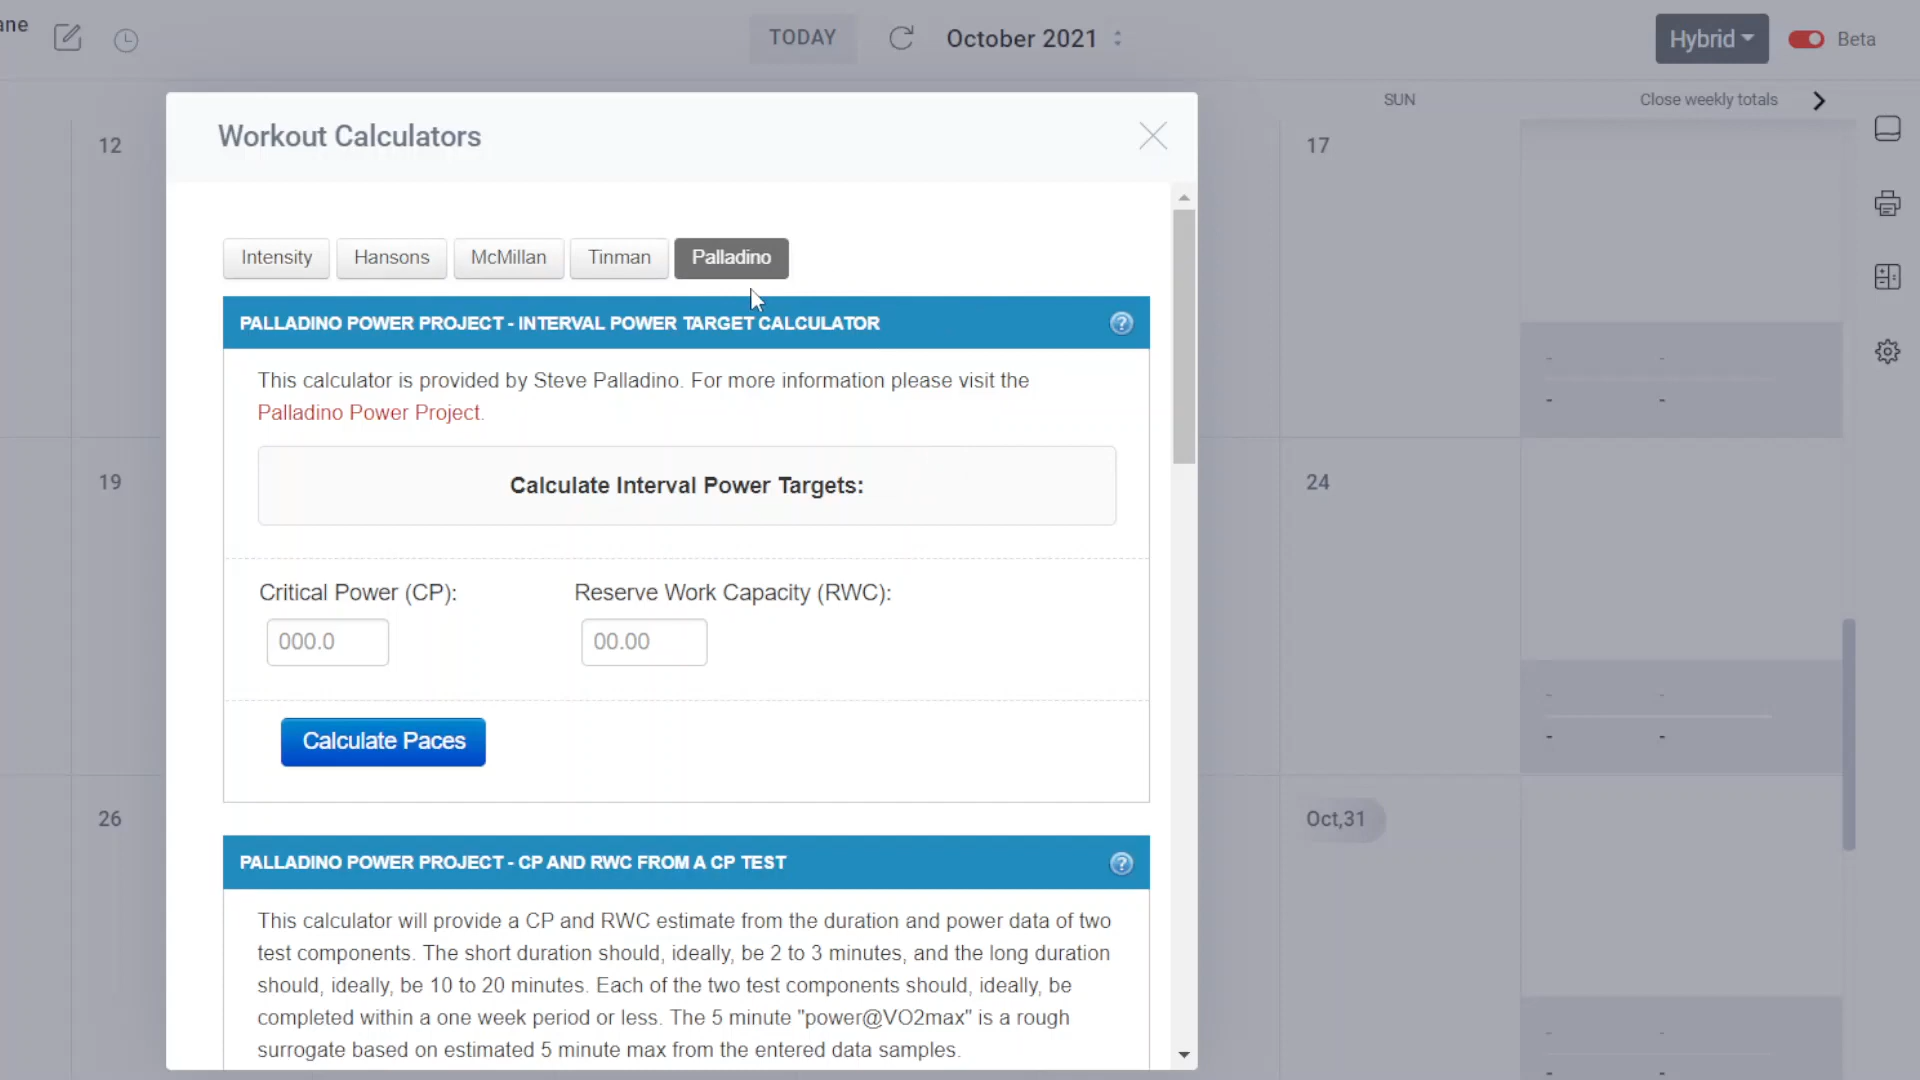 ane
TODAY
October 2021
Hybrid
Beta
SUN
Close weekly totals
12
17
Workout Calculators
Intensity
Hansons
McMillan
Tinman
Palladino
PALLADINO POWER PROJECT - INTERVAL POWER TARGET CALCULATOR
This calculator is provided by Steve Palladino. For more information please visit the
Palladino Power Project.
Calculate Interval Power Targets:
19
24
Critical Power (CP):
Reserve Work Capacity (RWC):
000.0
00.00
Calculate Paces
26
Oct,31
PALLADINO POWER PROJECT - CP AND RWC FROM A CP TEST
This calculator will provide a CP and RWC estimate from the duration and power data of two
test components. The short duration should, ideally, be 2 to 3 minutes, and the long duration
should, ideally, be 10 to 20 minutes. Each of the two test components should, ideally, be
completed within a one week period or less. The 5 minute "power@VO2max" is a rough
surrogate based on estimated 5 minute max from the entered data samples.